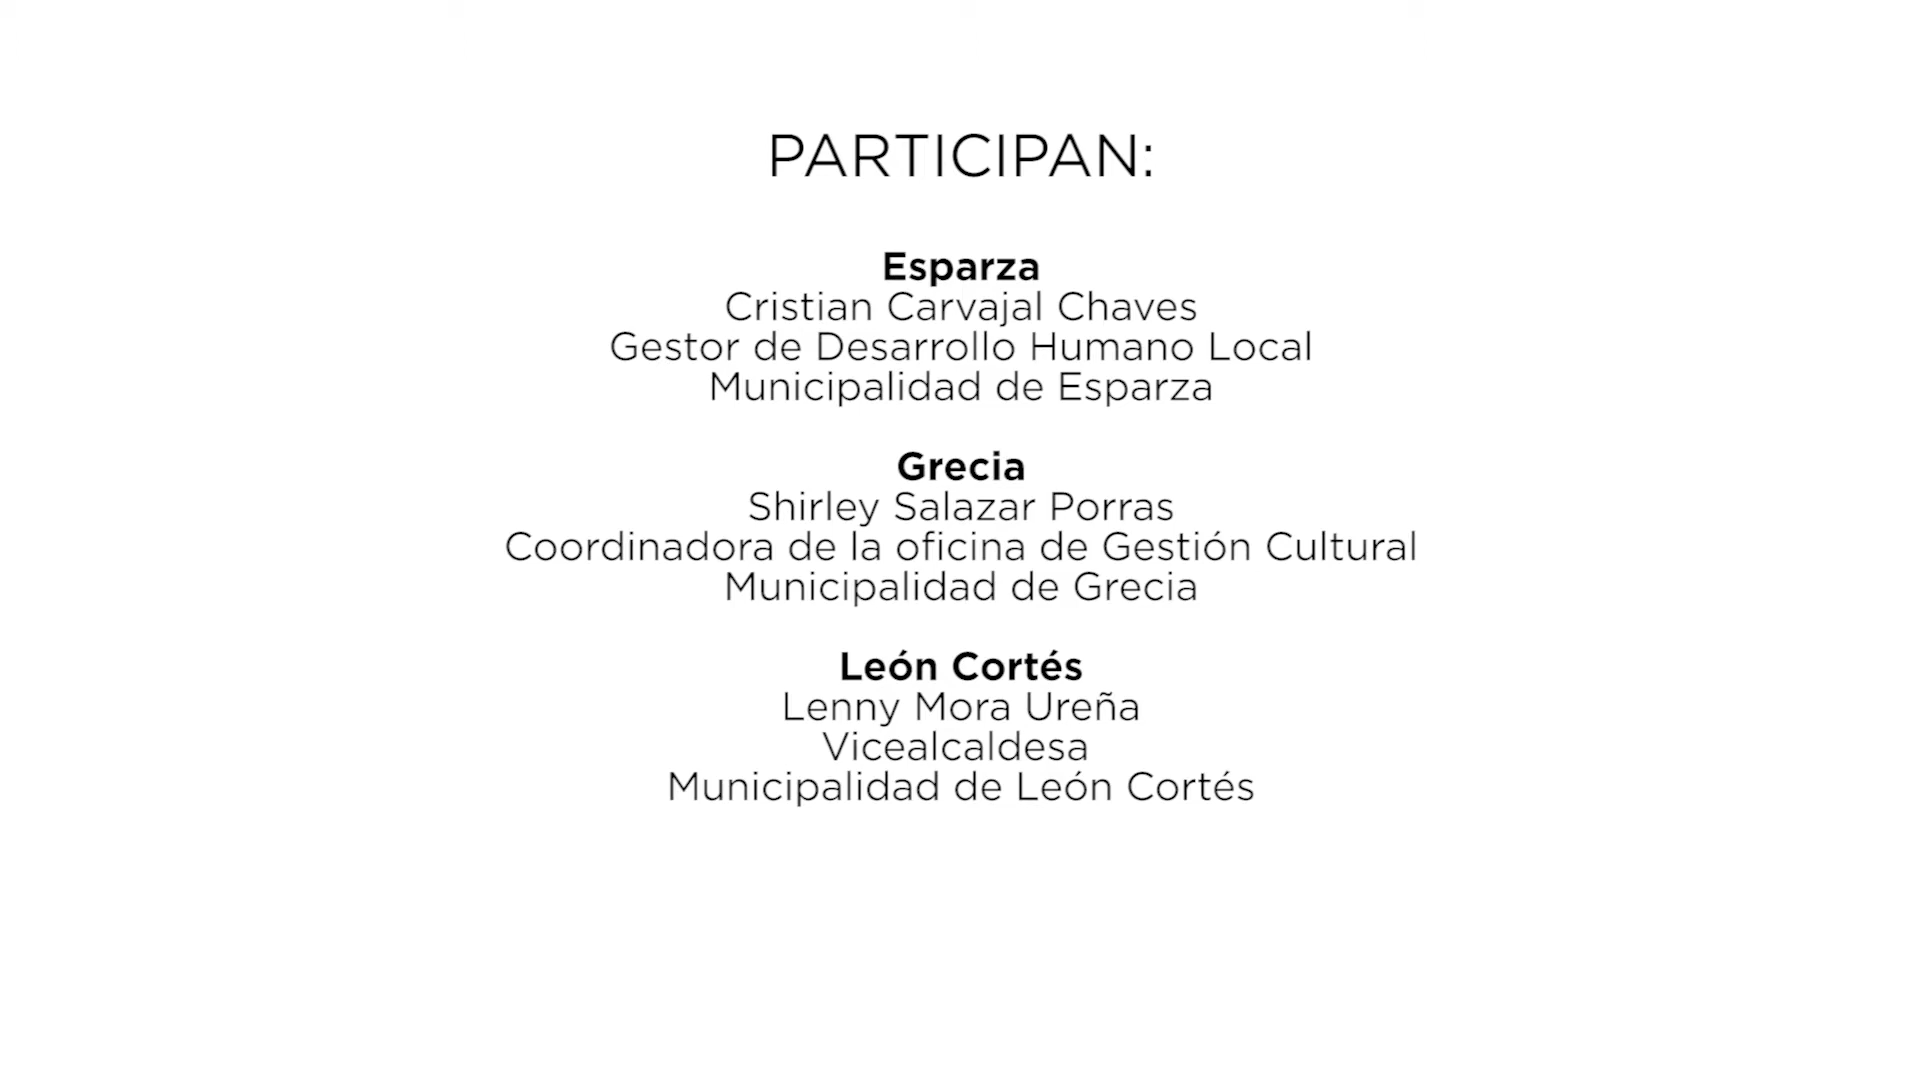 PARTICIPAN:
Esparza
Cristian Carvajal Chaves
Gestor de Desarrollo Humano Local
Municipalidad de Esparza
Grecia
Shirley Salazar Porras
Coordinadora de la oficina de Gestión Cultural
Municipalidad de Grecia
León Cortés
Lenny Mora Ureña
Vicealcaldesa
Municipalidad de León Cortés